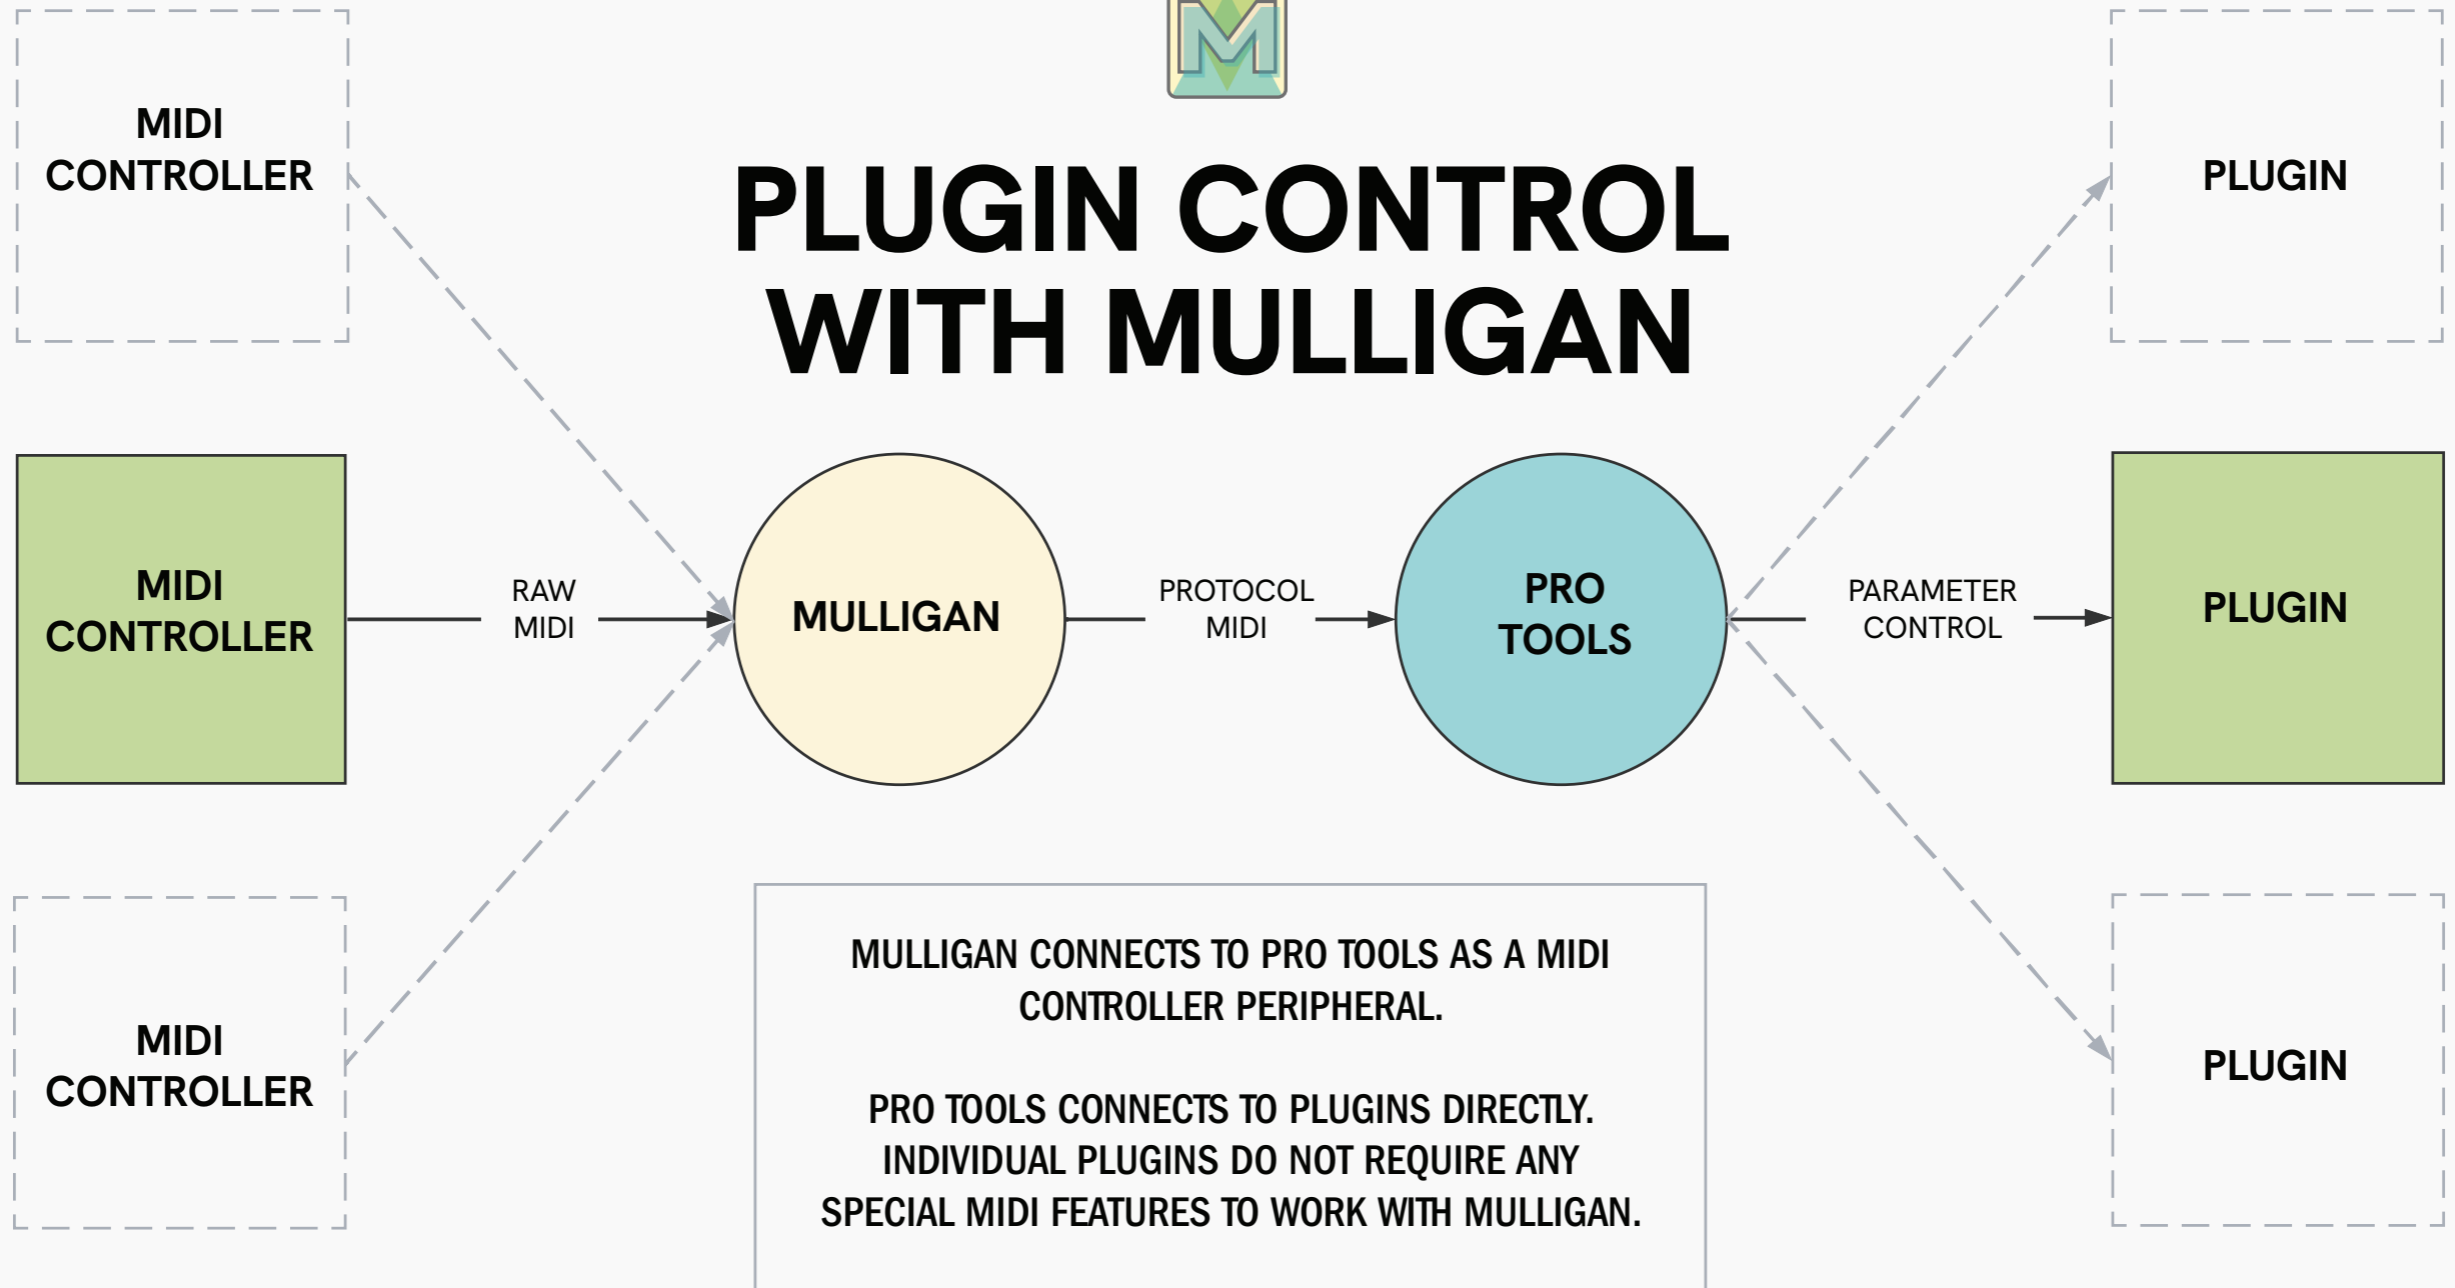 M
PLUGIN CONTROL
WITH MULLIGAN
MIDI
CONTROLLER
PLUGIN
MIDI
CONTROLLER
RAW
MIDI
MULLIGAN
PROTOCOL
MIDI
PRO
TOOLS
PARAMETER
CONTROL
PLUGIN
MIDI
CONTROLLER
MULLIGAN CONNECTS TO PRO TOOLS AS A MIDI
CONTROLLER PERIPHERAL.
PRO TOOLS CONNECTS TO PLUGINS DIRECTLY.
INDIVIDUAL PLUGINS DO NOT REQUIRE ANY
SPECIAL MIDI FEATURES TO WORK WITH MULLIGAN.
PLUGIN